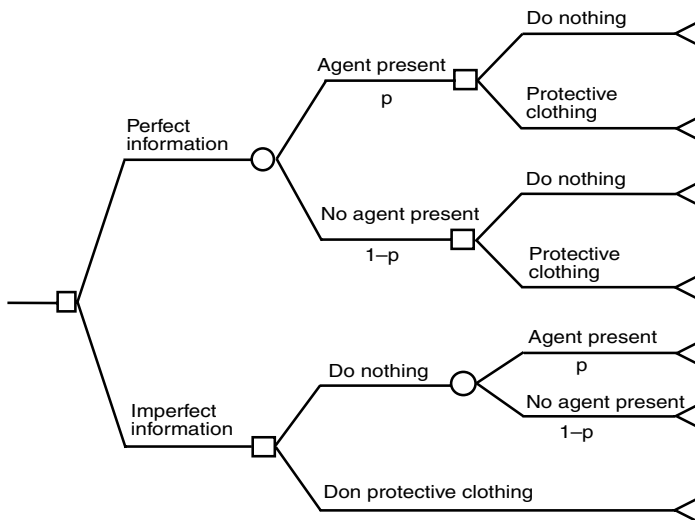 Do nothing
Agent present
p
Protective
clothing
Perfect
information
Do nothing
No agent present
1–p
Protective
clothing
Agent present
p
Do nothing
No agent present
1–p
Imperfect
information
Don protective clothing